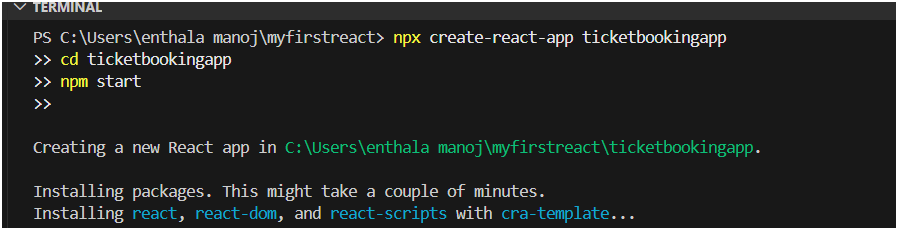 TERMINAL
PS C:\Users\enthala manoj\myfirstreact> npx create-react-app ticketbookingapp
>> cd ticketbookingapp
>> npm start
>>
Creating a new React app in C:\Users\enthala manoj\myfirstreact\ticketbookingapp.
Installing packages. This might take a couple of minutes.
Installing react, react-dom, and react-scripts with cra-template...